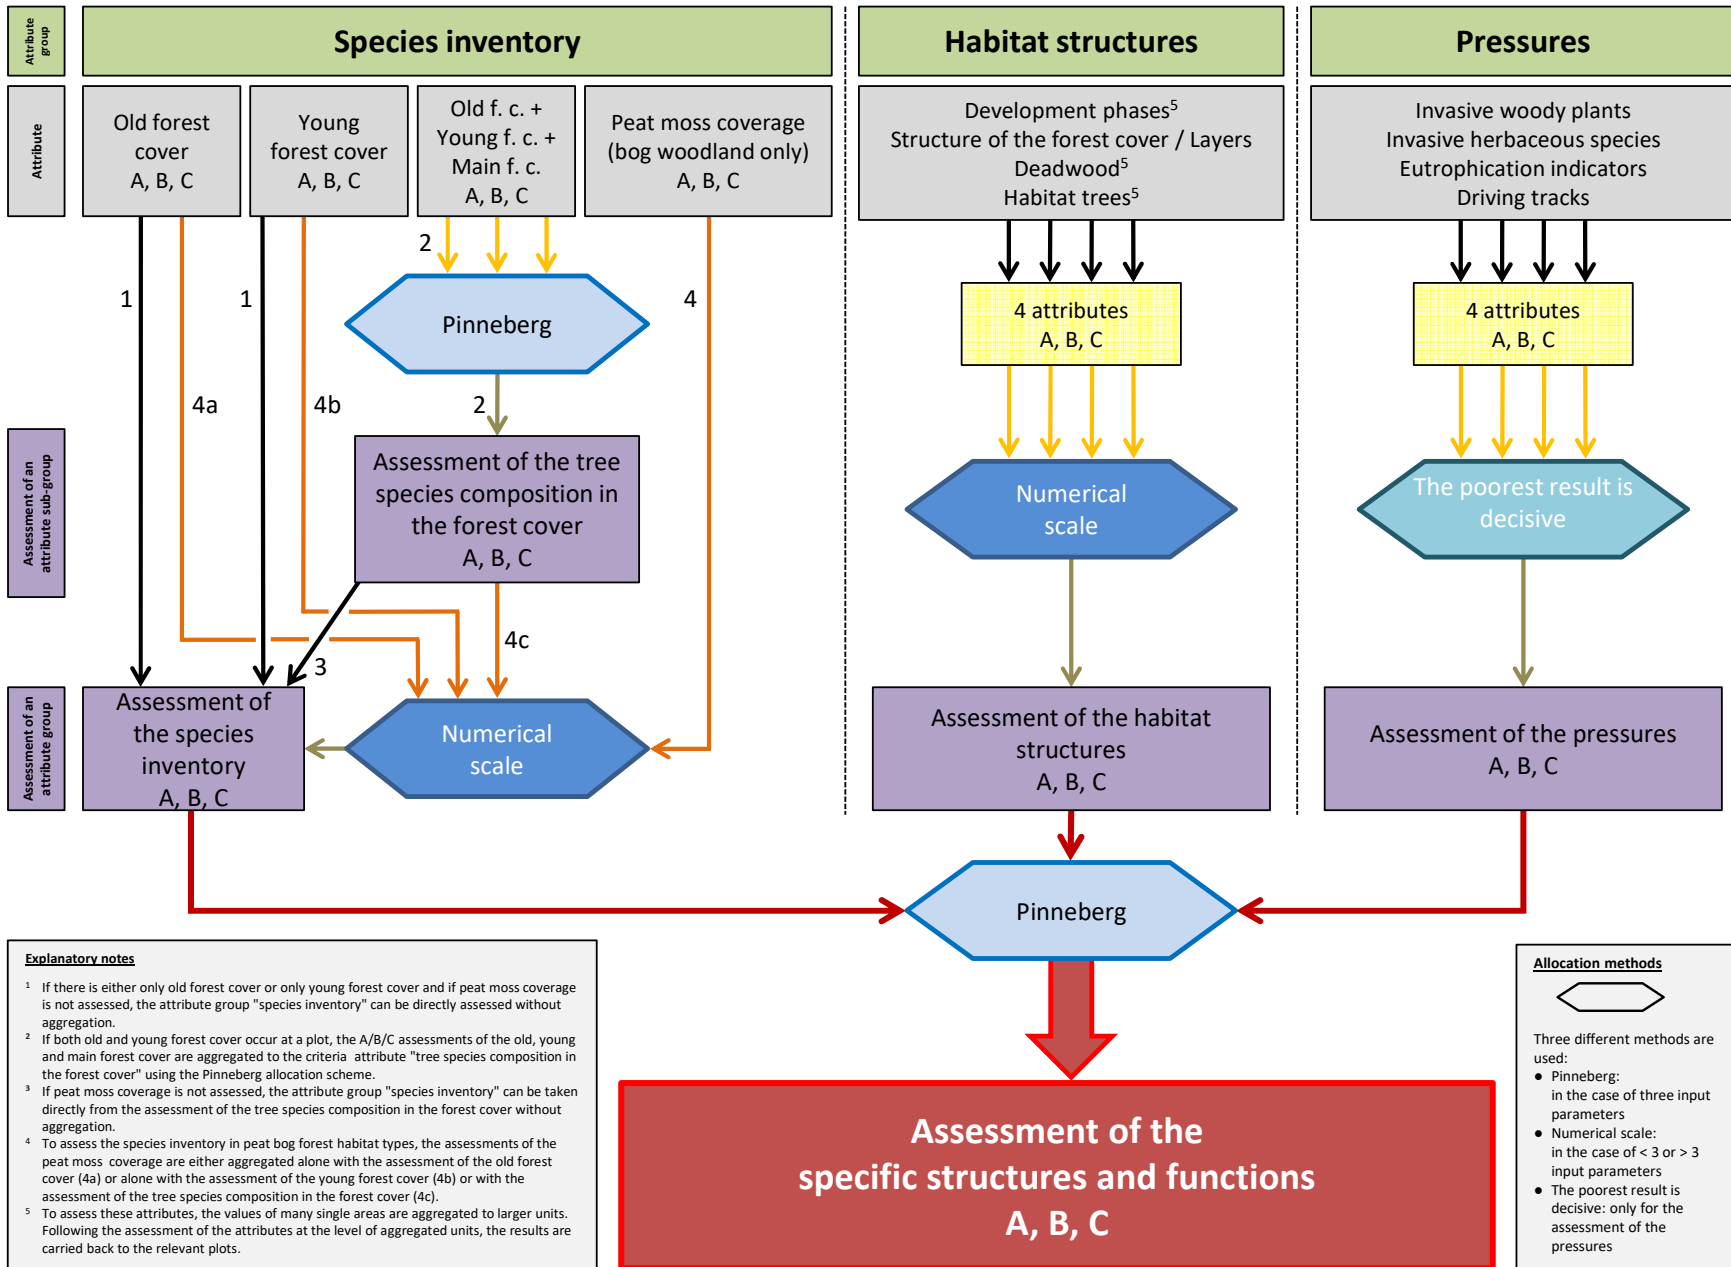 Attribute
group
Species inventory
Habitat structures
Pressures
Attribute
Old forest
cover
A, B, C
Young
forest cover
A, B, C
Old f. c. +
Young f. c. +
Main f. c.
A, B, C
Peat moss coverage
(bog woodland only)
A, B, C
Development phases⁵
Structure of the forest cover / Layers
Deadwood⁵
Habitat trees⁵
Invasive woody plants
Invasive herbaceous species
Eutrophication indicators
Driving tracks
2
1
1
4
Pinneberg
4 attributes
A, B, C
4 attributes
A, B, C
4a
4b
2
Assessment of an
attribute sub-group
Assessment of the tree
species composition in
the forest cover
A, B, C
Numerical
scale
The poorest result is
decisive
4c
3
Assessment of an
attribute group
Assessment of
the species
inventory
A, B, C
Numerical
scale
Assessment of the habitat
structures
A, B, C
Assessment of the pressures
A, B, C
Pinneberg
Explanatory notes
¹ If there is either only old forest cover or only young forest cover and if peat moss coverage
is not assessed, the attribute group "species inventory" can be directly assessed without
aggregation.
² If both old and young forest cover occur at a plot, the A/B/C assessments of the old, young
and main forest cover are aggregated to the criteria attribute "tree species composition in
the forest cover" using the Pinneberg allocation scheme.
³ If peat moss coverage is not assessed, the attribute group "species inventory" can be taken
directly from the assessment of the tree species composition in the forest cover without
aggregation.
⁴ To assess the species inventory in peat bog forest habitat types, the assessments of the
peat moss coverage are either aggregated alone with the assessment of the old forest
cover (4a) or alone with the assessment of the young forest cover (4b) or with the
assessment of the tree species composition in the forest cover (4c).
⁵ To assess these attributes, the values of many single areas are aggregated to larger units.
Following the assessment of the attributes at the level of aggregated units, the results are
carried back to the relevant plots.
Assessment of the
specific structures and functions
A, B, C
Allocation methods
Three different methods are
used:
● Pinneberg:
in the case of three input
parameters
● Numerical scale:
in the case of < 3 or > 3
input parameters
● The poorest result is
decisive: only for the
assessment of the
pressures